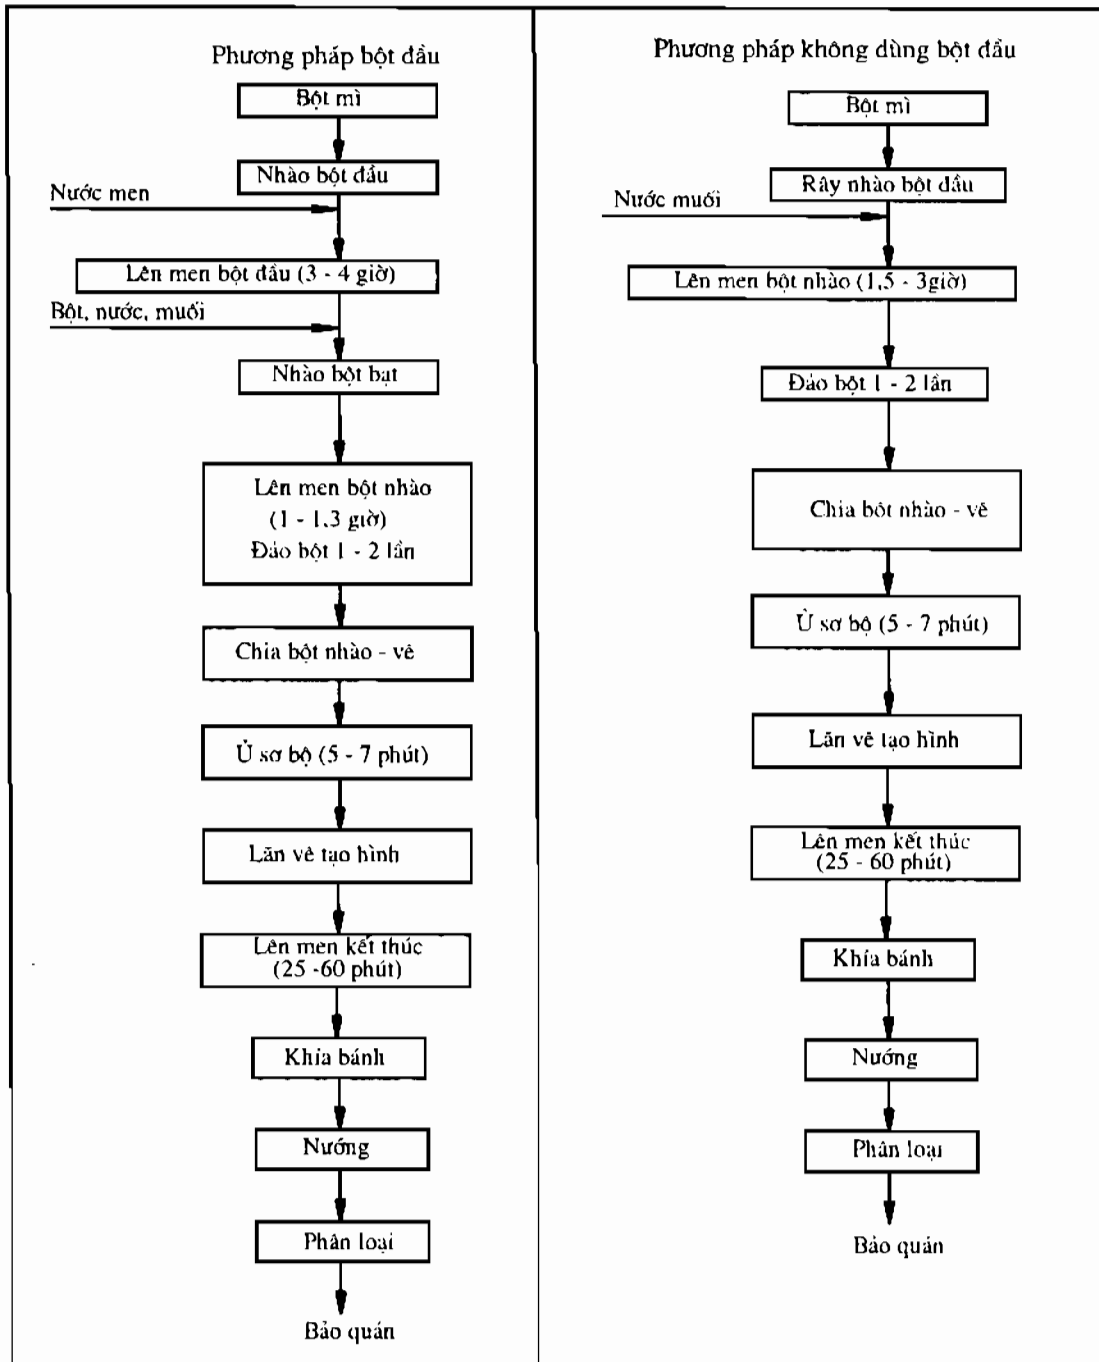 Phương pháp bột đầu
Bột mì
Nhào bột đầu
Nước men
Lên men bột đầu (3 - 4 giờ)
Bột, nước, muối
Nhào bột bạt
Lên men bột nhào
(1 - 1,3 giờ)
Đảo bột 1 - 2 lần
Chia bột nhào - vê
Ủ sơ bộ (5 - 7 phút)
Lăn vê tạo hình
Lên men kết thúc
(25 -60 phút)
Khía bánh
Nướng
Phân loại
Bảo quản
Phương pháp không dùng bột đầu
Bột mì
Rây nhào bột đầu
Nước muối
Lên men bột nhào (1,5 - 3giờ)
Đảo bột 1 - 2 lần
Chia bột nhào - vê
Ủ sơ bộ (5 - 7 phút)
Lăn vê tạo hình
Lên men kết thúc
(25 - 60 phút)
Khía bánh
Nướng
Phân loại
Bảo quản